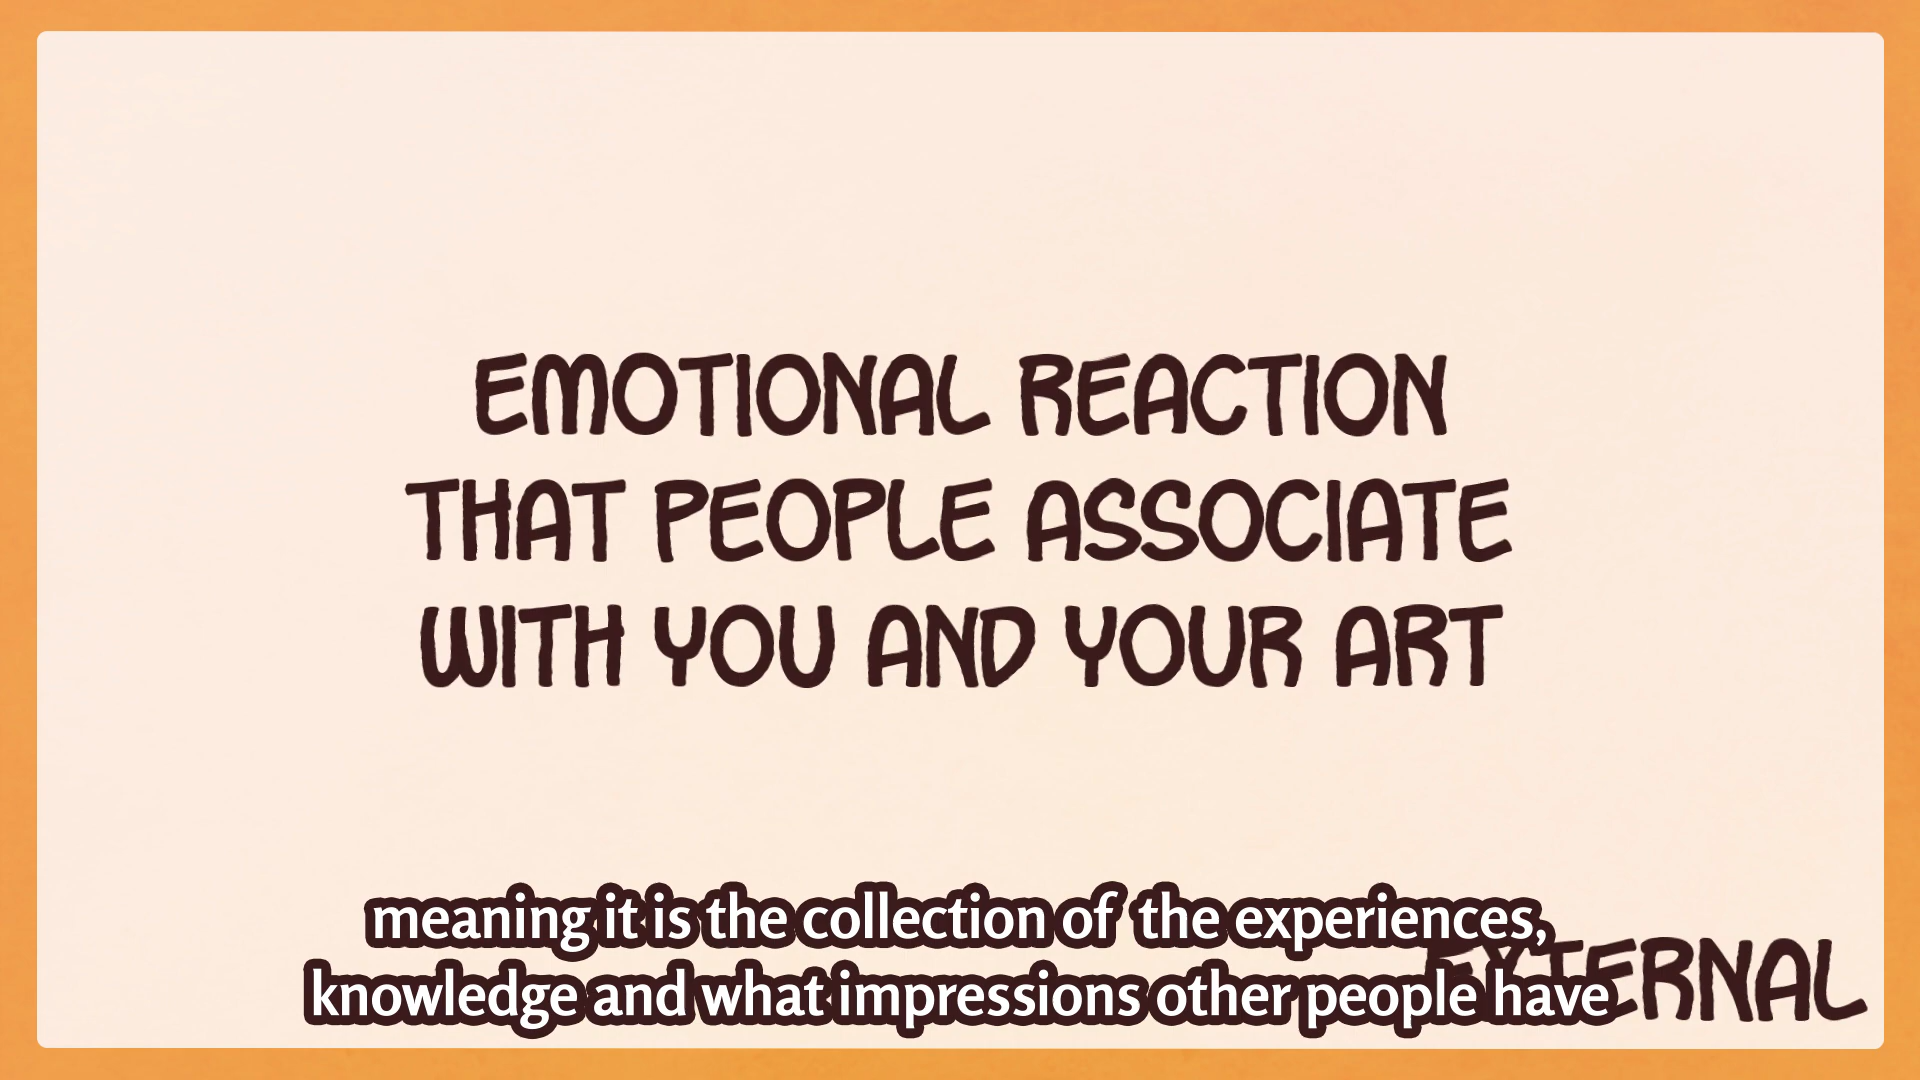 EMOTIONAL REACTION
THAT PEOPLE ASSOCIATE
WITH YOU AND YOUR ART
meaning it is the collection of the experiences,
knowledge and what impressions other people have
EXTERNAL